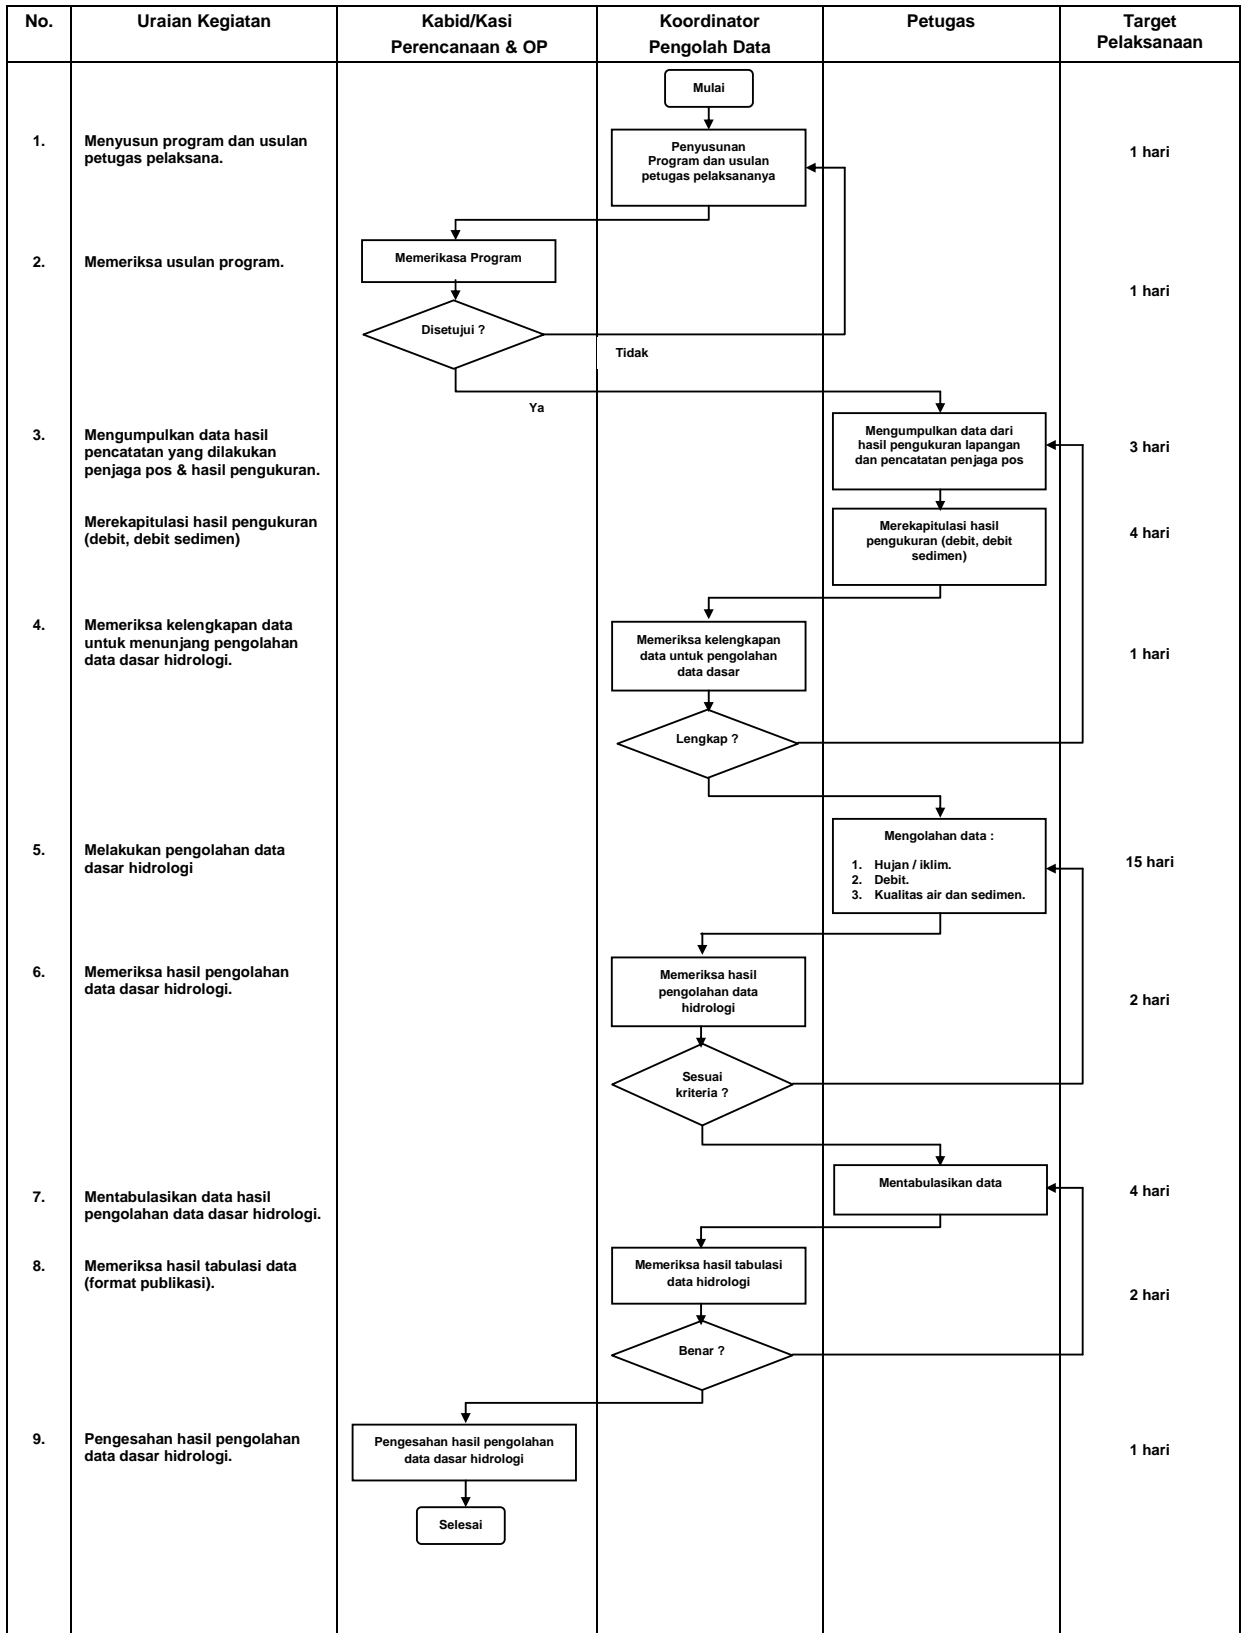 No.
Uraian Kegiatan
Kabid/Kasi
Perencanaan & OP
Koordinator
Pengolah Data
Petugas
Target
Pelaksanaan
Mulai
1.
Menyusun program dan usulan
petugas pelaksana.
Penyusunan
Program dan usulan
petugas pelaksananya
1 hari
2.
Memeriksa usulan program.
Memerikasa Program
1 hari
Disetujui ?
Tidak
Ya
3.
Mengumpulkan data hasil
pencatatan yang dilakukan
penjaga pos & hasil pengukuran.
Mengumpulkan data dari
hasil pengukuran lapangan
dan pencatatan penjaga pos
3 hari
Merekapitulasi hasil pengukuran
(debit, debit sedimen)
Merekapitulasi hasil
pengukuran (debit, debit
sedimen)
4 hari
4.
Memeriksa kelengkapan data
untuk menunjang pengolahan
data dasar hidrologi.
Memeriksa kelengkapan
data untuk pengolahan
data dasar
1 hari
Lengkap ?
5.
Melakukan pengolahan data
dasar hidrologi
Mengolahan data :
1. Hujan / iklim.
2. Debit.
3. Kualitas air dan sedimen.
15 hari
6.
Memeriksa hasil pengolahan
data dasar hidrologi.
Memeriksa hasil
pengolahan data
hidrologi
2 hari
Sesuai
kriteria ?
7.
Mentabulasikan data hasil
pengolahan data dasar hidrologi.
Mentabulasikan data
4 hari
8.
Memeriksa hasil tabulasi data
(format publikasi).
Memeriksa hasil tabulasi
data hidrologi
2 hari
Benar ?
9.
Pengesahan hasil pengolahan
data dasar hidrologi.
Pengesahan hasil pengolahan
data dasar hidrologi
1 hari
Selesai